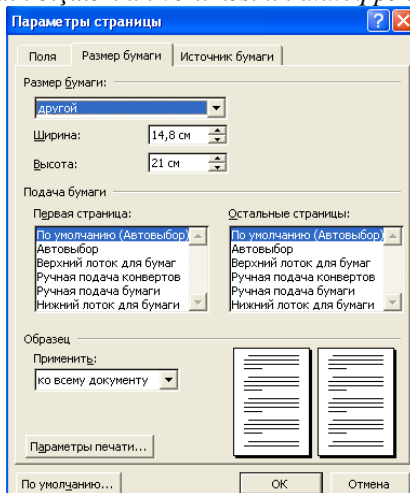 Параметры страницы
Поля Размер бумаги Источник бумаги
Размер бумаги:
другой
Ширина: 14,8 см
Высота: 21 см
Подача бумаги
Первая страница: Остальные страницы:
По умолчанию (Автовыбор) По умолчанию (Автовыбор)
Автовыбор Автовыбор
Верхний лоток для бумаг Верхний лоток для бумаг
Ручная подача конвертов Ручная подача конвертов
Ручная подача бумаги Ручная подача бумаги
Нижний лоток для бумаги Нижний лоток для бумаги
Образец
Применить:
ко всему документу
Параметры печати...
По умолчанию... ОК Отмена